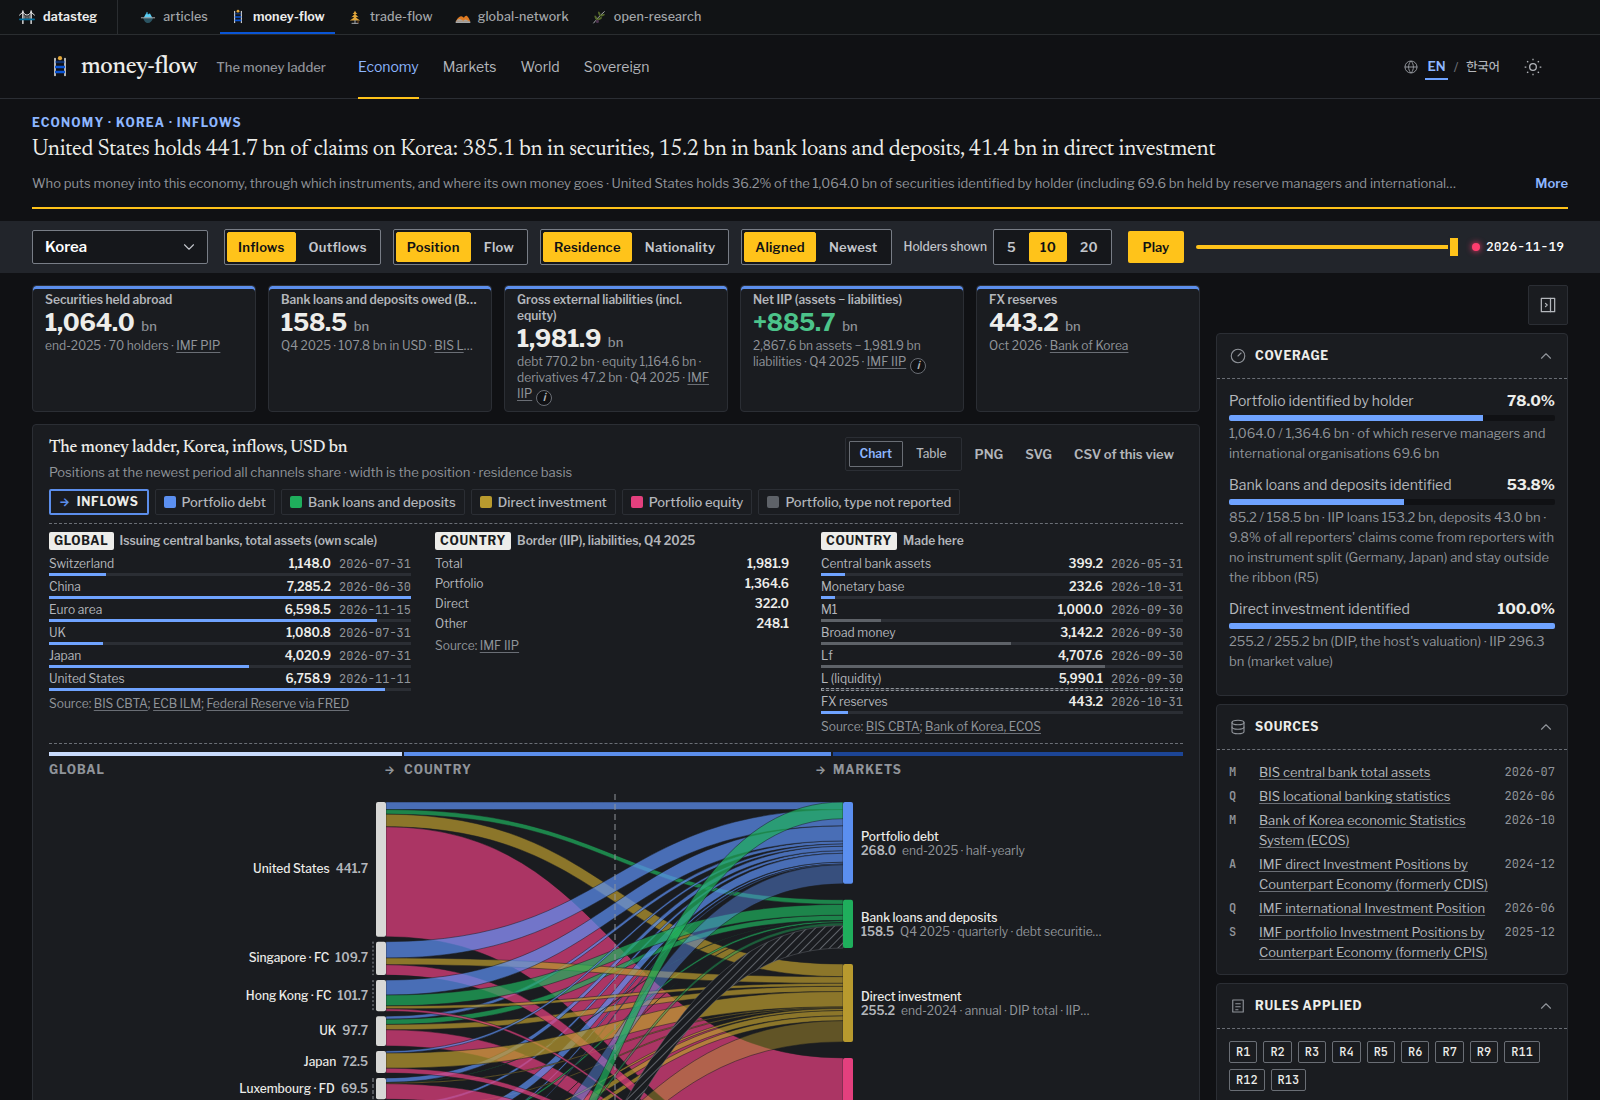 datasteg articles money-flow trade-flow global-network open-research
money-flow The money ladder Economy Markets World Sovereign EN / 한국어
ECONOMY · KOREA · INFLOWS
United States holds 441.7 bn of claims on Korea: 385.1 bn in securities, 15.2 bn in bank loans and deposits, 41.4 bn in direct investment
Who puts money into this economy, through which instruments, and where its own money goes · United States holds 36.2% of the 1,064.0 bn of securities identified by holder (including 69.6 bn held by reserve managers and international... More
Korea Inflows Outflows Position Flow Residence Nationality Aligned Newest Holders shown 5 10 20 Play 2026-11-19
Securities held abroad
1,064.0 bn
end-2025 · 70 holders · IMF PIP
Bank loans and deposits owed (B...
158.5 bn
Q4 2025 · 107.8 bn in USD · BIS L...
Gross external liabilities (incl.
equity)
1,981.9 bn
debt 770.2 bn · equity 1,164.6 bn ·
derivatives 47.2 bn · Q4 2025 · IMF
IIP i
Net IIP (assets − liabilities)
+885.7 bn
2,867.6 bn assets − 1,981.9 bn
liabilities · Q4 2025 · IMF IIP i
FX reserves
443.2 bn
Oct 2026 · Bank of Korea
The money ladder, Korea, inflows, USD bn
Positions at the newest period all channels share · width is the position · residence basis
Chart Table PNG SVG CSV of this view
→ INFLOWS Portfolio debt Bank loans and deposits Direct investment Portfolio equity Portfolio, type not reported
GLOBAL Issuing central banks, total assets (own scale)
Switzerland 1,148.0 2026-07-31
China 7,285.2 2026-06-30
Euro area 6,598.5 2026-11-15
UK 1,080.8 2026-07-31
Japan 4,020.9 2026-07-31
United States 6,758.9 2026-11-11
Source: BIS CBTA; ECB ILM; Federal Reserve via FRED
COUNTRY Border (IIP), liabilities, Q4 2025
Total 1,981.9
Portfolio 1,364.6
Direct 322.0
Other 248.1
Source: IMF IIP
COUNTRY Made here
Central bank assets 399.2 2026-05-31
Monetary base 232.6 2026-10-31
M1 1,000.0 2026-09-30
Broad money 3,142.2 2026-09-30
Lf 4,707.6 2026-09-30
L (liquidity) 5,990.1 2026-09-30
FX reserves 443.2 2026-10-31
Source: BIS CBTA; Bank of Korea, ECOS
GLOBAL → COUNTRY → MARKETS
United States 441.7
Singapore · FC 109.7
Hong Kong · FC 101.7
UK 97.7
Japan 72.5
Luxembourg · FD 69.5
Portfolio debt
268.0 end-2025 · half-yearly
Bank loans and deposits
158.5 Q4 2025 · quarterly · debt securitie...
Direct investment
255.2 end-2024 · annual · DIP total · IIP...
COVERAGE
Portfolio identified by holder 78.0%
1,064.0 / 1,364.6 bn · of which reserve managers and
international organisations 69.6 bn
Bank loans and deposits identified 53.8%
85.2 / 158.5 bn · IIP loans 153.2 bn, deposits 43.0 bn ·
9.8% of all reporters' claims come from reporters with
no instrument split (Germany, Japan) and stay outside
the ribbon (R5)
Direct investment identified 100.0%
255.2 / 255.2 bn (DIP, the host's valuation) · IIP 296.3
bn (market value)
SOURCES
M BIS central bank total assets 2026-07
Q BIS locational banking statistics 2026-06
M Bank of Korea economic Statistics 2026-10
System (ECOS)
A IMF direct Investment Positions by 2024-12
Counterpart Economy (formerly CDIS)
Q IMF international Investment Position 2026-06
S IMF portfolio Investment Positions by 2025-12
Counterpart Economy (formerly CPIS)
RULES APPLIED
R1 R2 R3 R4 R5 R6 R7 R9 R11
R12 R13